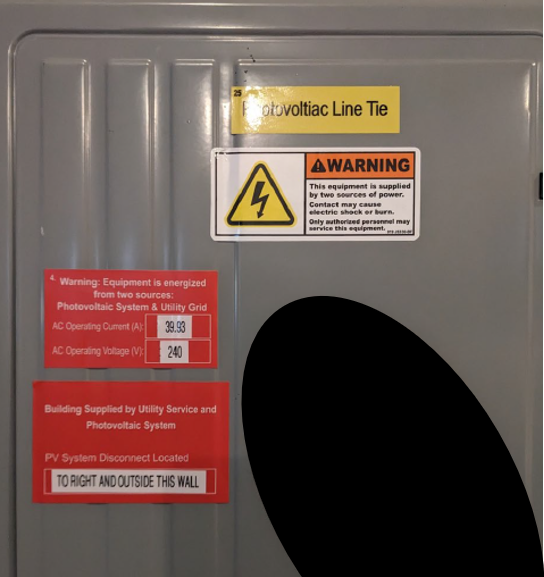 25
Photovoltiac Line Tie
WARNING
This equipment is supplied
by two sources of power.
Contact may cause
electric shock or burn.
Only authorized personnel may
service this equipment.
4. Warning: Equipment is energized
from two sources:
Photovoltaic System & Utility Grid
AC Operating Current (A): 39.93
AC Operating Voltage (V): 240
Building Supplied by Utility Service and
Photovoltaic System
PV System Disconnect Located
TO RIGHT AND OUTSIDE THIS WALL